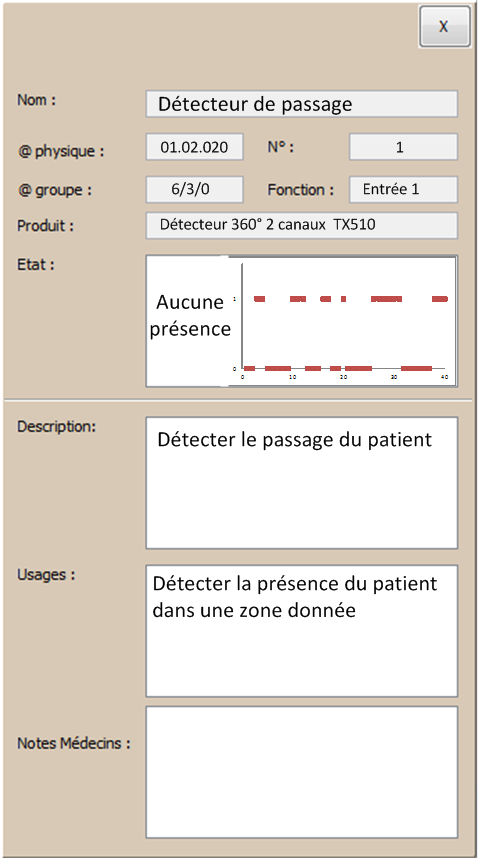 X
Nom :
Détecteur de passage
@ physique :
01.02.020
N° :
1
@ groupe :
6/3/0
Fonction :
Entrée 1
Produit :
Détecteur 360° 2 canaux TX510
Etat :
Aucune
présence
1
0
0 10 20 30 40
Description:
Détecter le passage du patient
Usages :
Détecter la présence du patient
dans une zone donnée
Notes Médecins :